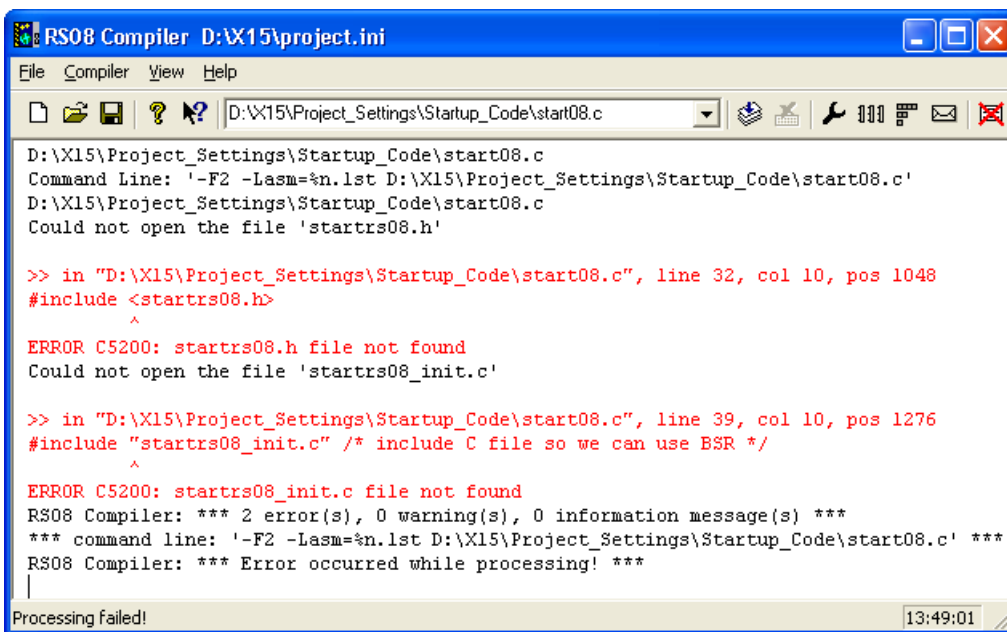 RS08 Compiler D:\X15\project.ini
File Compiler View Help
D:\X15\Project_Settings\Startup_Code\start08.c
D:\X15\Project_Settings\Startup_Code\start08.c
Command Line: '-F2 -Lasm=%n.lst D:\X15\Project_Settings\Startup_Code\start08.c'
D:\X15\Project_Settings\Startup_Code\start08.c
Could not open the file 'startrs08.h'
>> in "D:\X15\Project_Settings\Startup_Code\start08.c", line 32, col 10, pos 1048
#include <startrs08.h>
^
ERROR C5200: startrs08.h file not found
Could not open the file 'startrs08_init.c'
>> in "D:\X15\Project_Settings\Startup_Code\start08.c", line 39, col 10, pos 1276
#include "startrs08_init.c" /* include C file so we can use BSR */
^
ERROR C5200: startrs08_init.c file not found
RS08 Compiler: *** 2 error(s), 0 warning(s), 0 information message(s) ***
*** command line: '-F2 -Lasm=%n.lst D:\X15\Project_Settings\Startup_Code\start08.c' ***
RS08 Compiler: *** Error occurred while processing! ***
Processing failed! 13:49:01